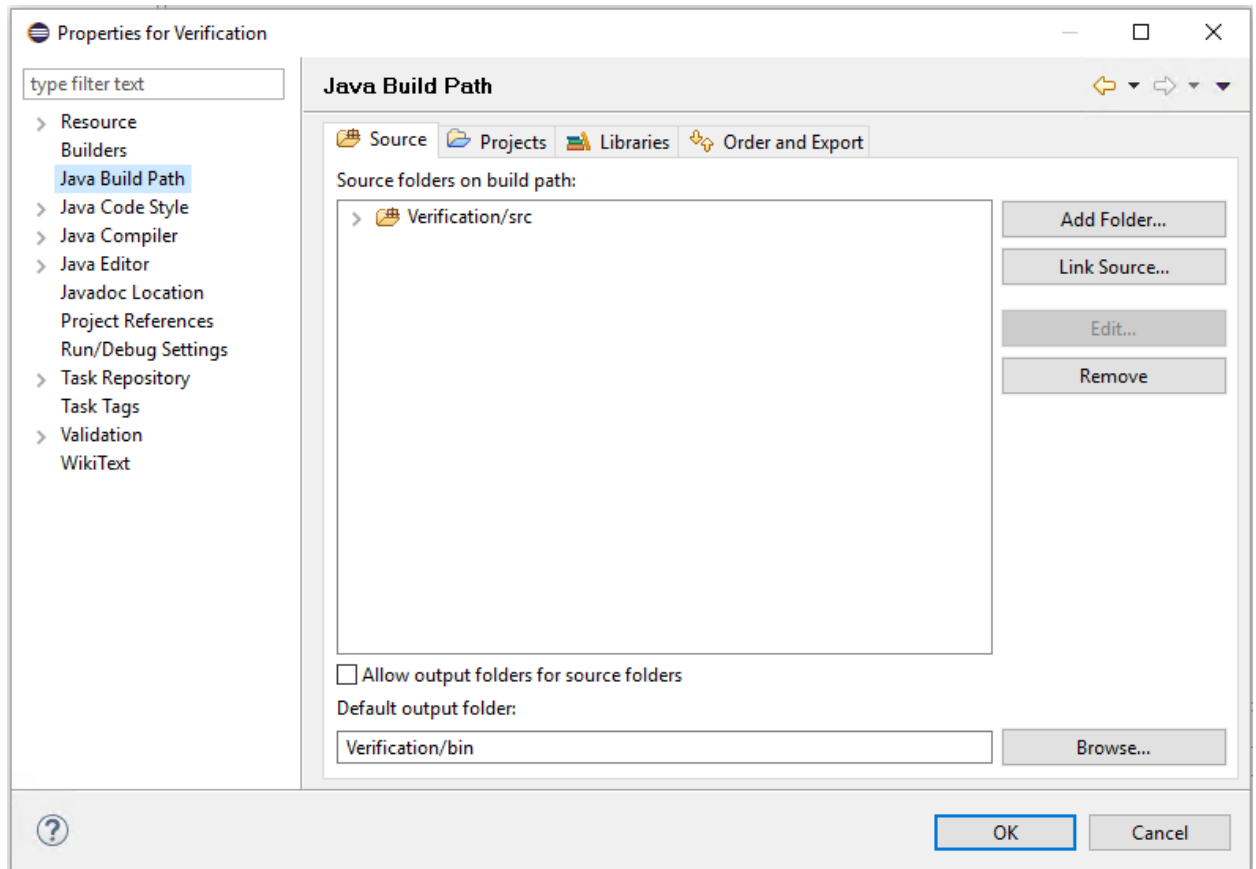 Properties for Verification
type filter text
Resource
Builders
Java Build Path
Java Code Style
Java Compiler
Java Editor
Javadoc Location
Project References
Run/Debug Settings
Task Repository
Task Tags
Validation
WikiText
Java Build Path
Source Projects Libraries Order and Export
Source folders on build path:
Verification/src
Add Folder...
Link Source...
Edit...
Remove
Allow output folders for source folders
Default output folder:
Verification/bin
Browse...
?
OK Cancel